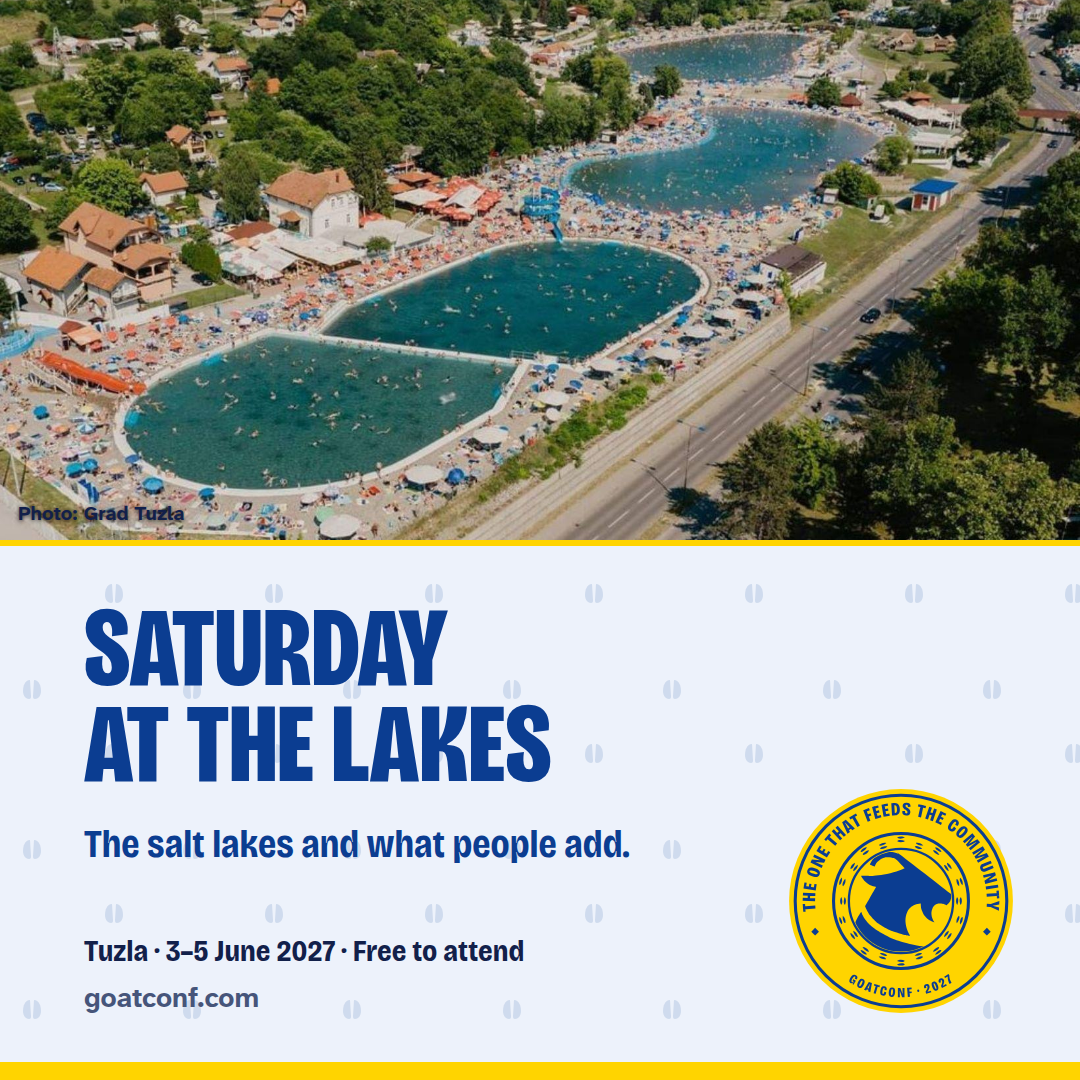 Photo: Grad Tuzla
SATURDAY
AT THE LAKES
The salt lakes and what people add.
Tuzla · 3–5 June 2027 · Free to attend
goatconf.com
THE ONE THAT FEEDS THE COMMUNITY
GOATCONF · 2027